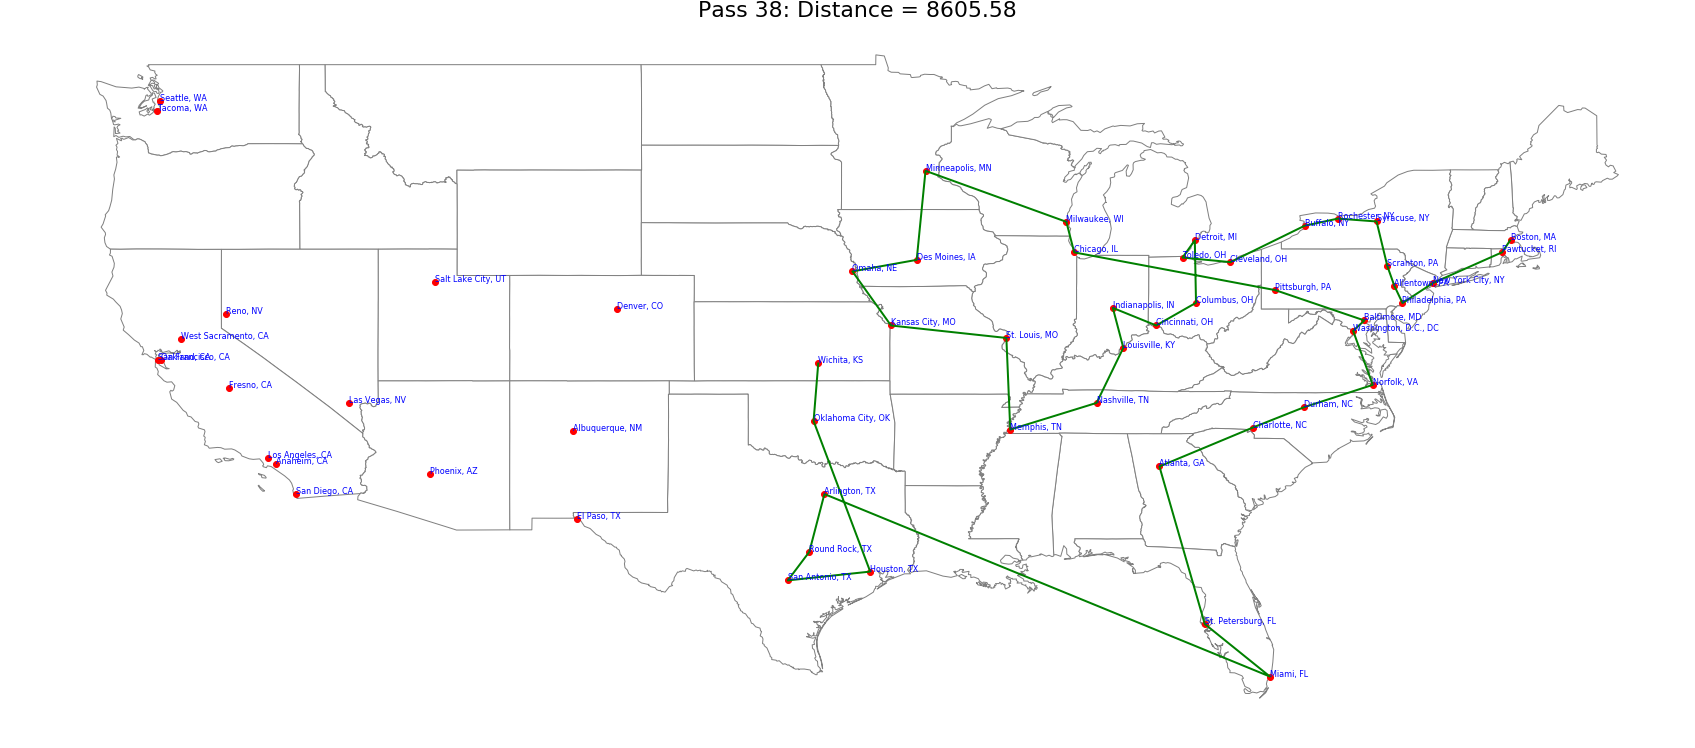 Pass 38: Distance = 8605.58
Seattle, WA
Tacoma, WA
Minneapolis, MN
Milwaukee, WI
Rochester, NY
Syracuse, NY
Buffalo, NY
Detroit, MI
Boston, MA
Pawtucket, RI
Chicago, IL
Toledo, OH
Cleveland, OH
Des Moines, IA
Omaha, NE
Scranton, PA
Salt Lake City, UT
New York City, NY
Allentown, PA
Pittsburgh, PA
Philadelphia, PA
Columbus, OH
Denver, CO
Indianapolis, IN
Reno, NV
Baltimore, MD
Kansas City, MO
Cincinnati, OH
Washington, D.C., DC
West Sacramento, CA
St. Louis, MO
Louisville, KY
San Francisco, CA
Wichita, KS
Fresno, CA
Norfolk, VA
Las Vegas, NV
Nashville, TN
Durham, NC
Oklahoma City, OK
Charlotte, NC
Albuquerque, NM
Memphis, TN
Los Angeles, CA
Anaheim, CA
Atlanta, GA
Phoenix, AZ
San Diego, CA
Arlington, TX
El Paso, TX
Round Rock, TX
Houston, TX
San Antonio, TX
St. Petersburg, FL
Miami, FL